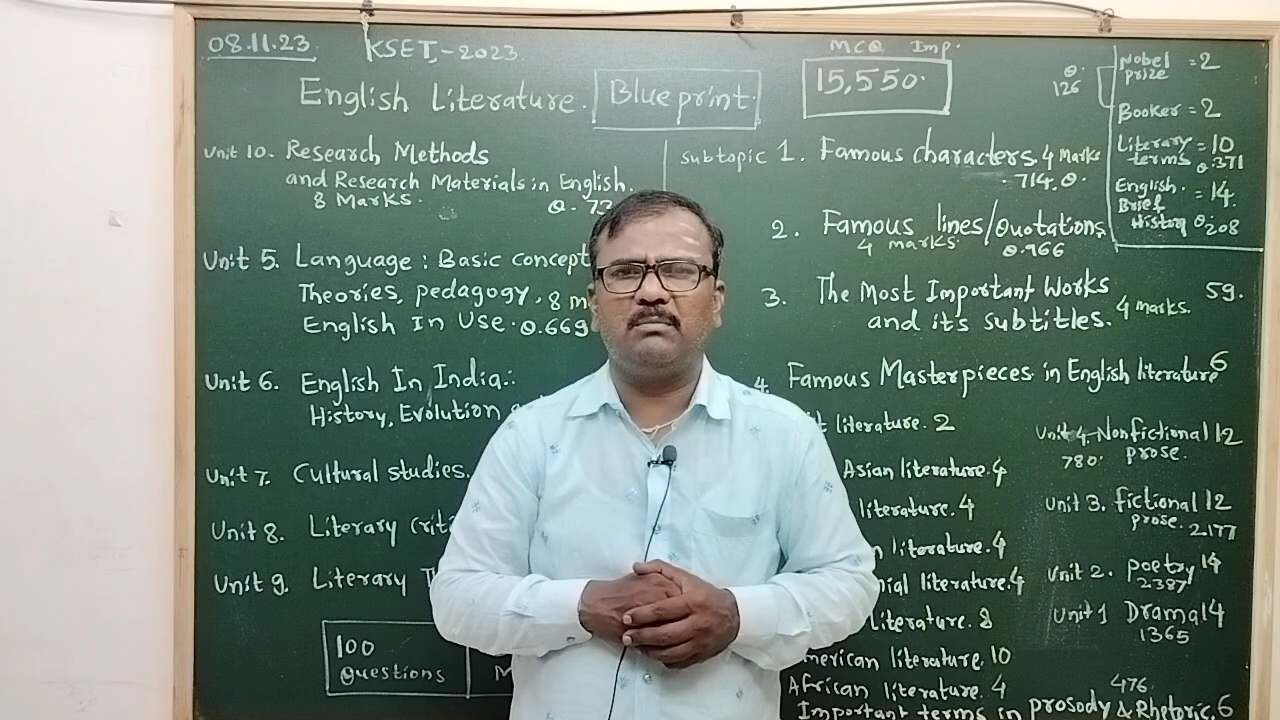 08.11.23
KSET-2023
MCQ Imp.
English Literature. Blue print.
15,550.
Unit 10. Research Methods
and Research Materials in English.
8 Marks. Q. 73
Unit 5. Language: Basic concept
Theories, pedagogy, 8 m
English In Use. Q.669
Unit 6. English In India:
History, Evolution
Unit 7. Cultural studies.
Unit 8. Literary Criti
Unit 9. Literary T
100
Questions
M
subtopic 1. Famous characters. 4 Marks
714. Q.
2. Famous lines/Quotations
4 marks. Q.966
3. The Most Important Works 59.
and its subtitles. 4 marks.
4. Famous Masterpieces in English literature 6
literature. 2
Asian literature. 4
literature. 4
literature. 4
ial literature. 4
literature. 8
merican literature. 10
African literature. 4
476.
Important terms in prosody & Rhetoric. 6
Q.
126
Nobel = 2
prize
Booker = 2
Literary = 10
terms Q.371
English = 14.
Brief
History Q.208
Unit 4. Nonfictional 12
780. prose.
Unit 3. fictional 12
prose. 2177
Unit 2. poetry 14
2387
Unit 1 Drama 14
1365